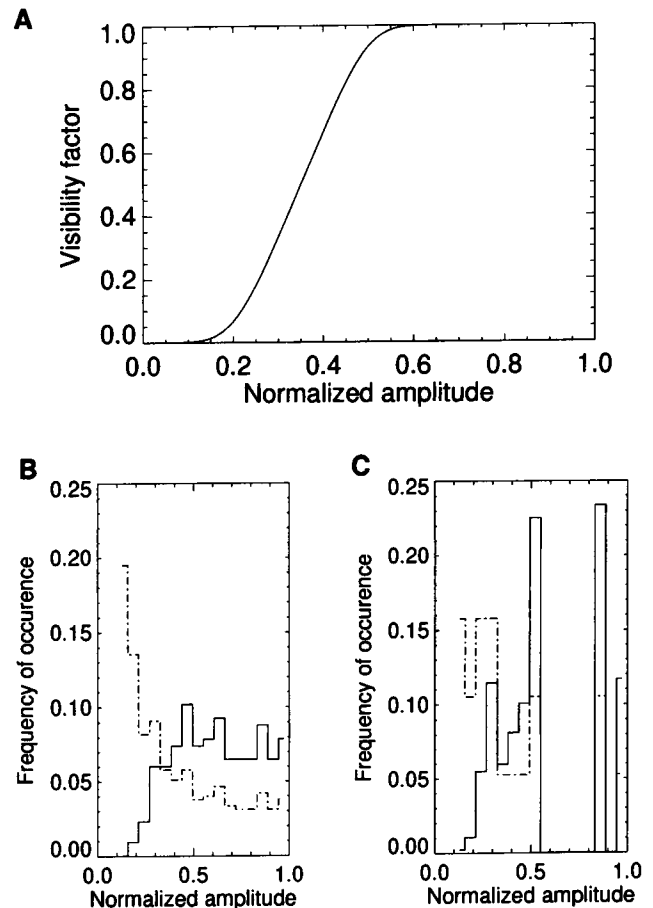 A
Visibility factor
1.0
0.8
0.6
0.4
0.2
0.0
0.0 0.2 0.4 0.6 0.8 1.0
Normalized amplitude
B
Frequency of occurence
0.25
0.20
0.15
0.10
0.05
0.00
0.0 0.5 1.0
Normalized amplitude
C
Frequency of occurence
0.25
0.20
0.15
0.10
0.05
0.00
0.0 0.5 1.0
Normalized amplitude